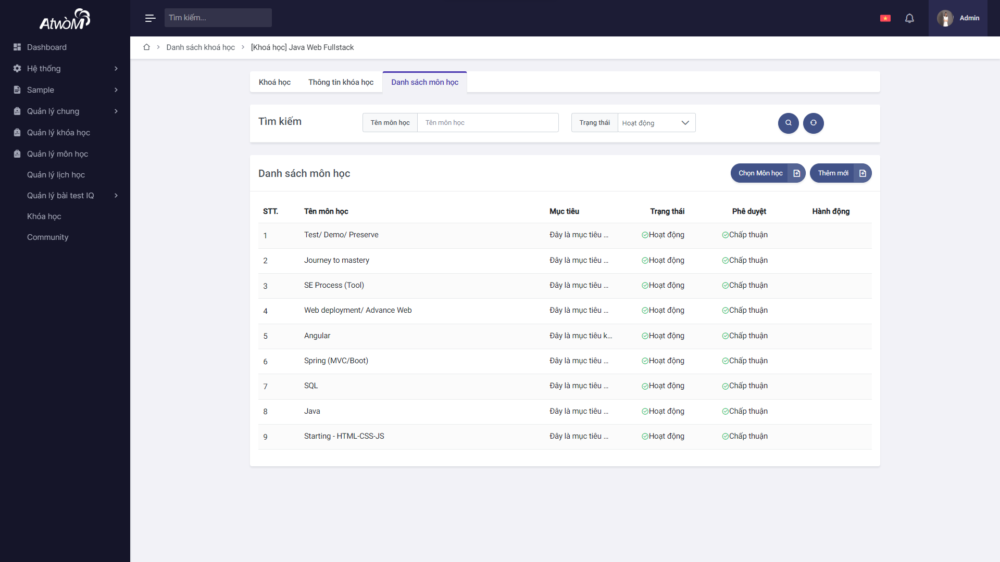 AtwòM
Tìm kiếm...
Admin
Dashboard
Hệ thống
Sample
Quản lý chung
Quản lý khóa học
Quản lý môn học
Quản lý lịch học
Quản lý bài test IQ
Khóa học
Community
Danh sách khoá học
[Khoá học] Java Web Fullstack
Khoá học
Thông tin khóa học
Danh sách môn học
Tìm kiếm
Tên môn học
Tên môn học
Trạng thái
Hoạt động
Danh sách môn học
Chọn Môn học
Thêm mới
STT. Tên môn học Mục tiêu Trạng thái Phê duyệt Hành động
1 Test/ Demo/ Preserve Đây là mục tiêu ... Hoạt động Chấp thuận
2 Journey to mastery Đây là mục tiêu ... Hoạt động Chấp thuận
3 SE Process (Tool) Đây là mục tiêu ... Hoạt động Chấp thuận
4 Web deployment/ Advance Web Đây là mục tiêu ... Hoạt động Chấp thuận
5 Angular Đây là mục tiêu k... Hoạt động Chấp thuận
6 Spring (MVC/Boot) Đây là mục tiêu ... Hoạt động Chấp thuận
7 SQL Đây là mục tiêu ... Hoạt động Chấp thuận
8 Java Đây là mục tiêu ... Hoạt động Chấp thuận
9 Starting - HTML-CSS-JS Đây là mục tiêu ... Hoạt động Chấp thuận